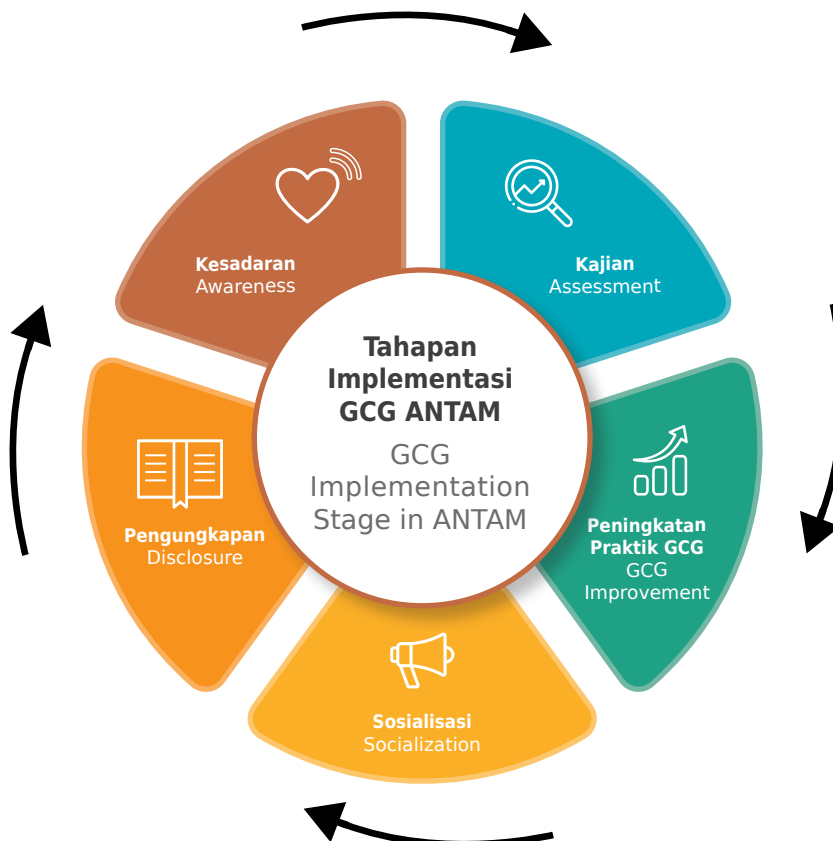 Kesadaran
Awareness
Kajian
Assessment
Tahapan
Implementasi
GCG ANTAM
GCG
Implementation
Stage in ANTAM
Peningkatan
Praktik GCG
GCG
Improvement
Pengungkapan
Disclosure
Sosialisasi
Socialization